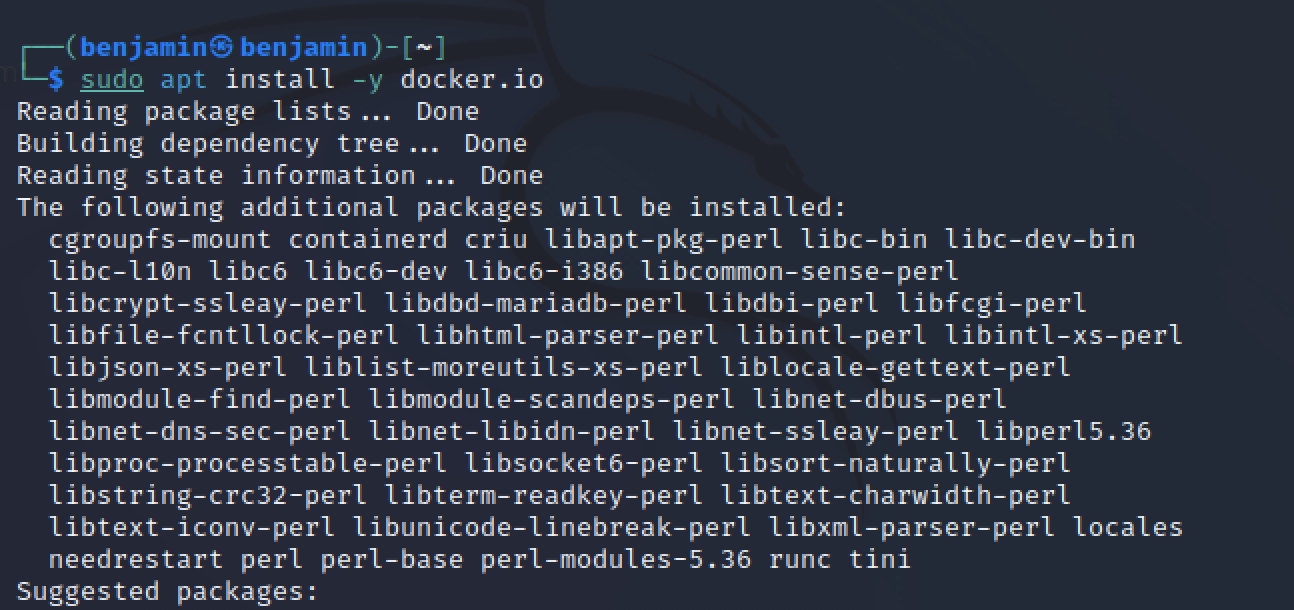 ┌──(benjamin㉿benjamin)-[~]
└─$ sudo apt install -y docker.io
Reading package lists... Done
Building dependency tree... Done
Reading state information... Done
The following additional packages will be installed:
  cgroupfs-mount containerd criu libapt-pkg-perl libc-bin libc-dev-bin
  libc-l10n libc6 libc6-dev libc6-i386 libcommon-sense-perl
  libcrypt-ssleay-perl libdbd-mariadb-perl libdbi-perl libfcgi-perl
  libfile-fcntllock-perl libhtml-parser-perl libintl-perl libintl-xs-perl
  libjson-xs-perl liblist-moreutils-xs-perl liblocale-gettext-perl
  libmodule-find-perl libmodule-scandeps-perl libnet-dbus-perl
  libnet-dns-sec-perl libnet-libidn-perl libnet-ssleay-perl libperl5.36
  libproc-processtable-perl libsocket6-perl libsort-naturally-perl
  libstring-crc32-perl libterm-readkey-perl libtext-charwidth-perl
  libtext-iconv-perl libunicode-linebreak-perl libxml-parser-perl locales
  needrestart perl perl-base perl-modules-5.36 runc tini
Suggested packages: